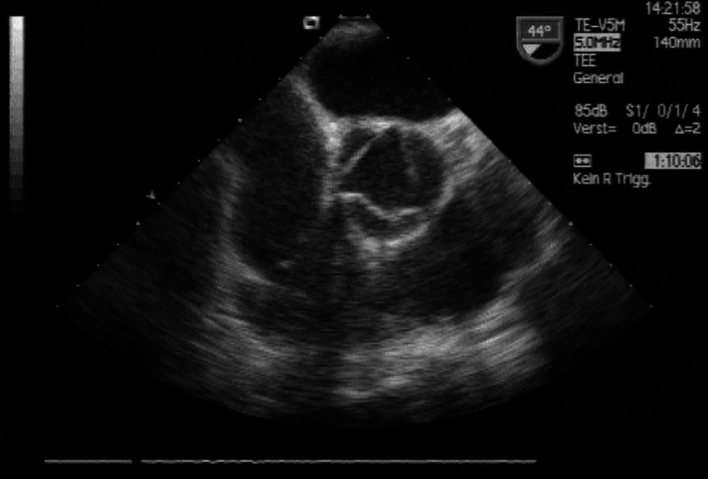 14:21:58
44° TE-V5M 55Hz
5.0MHz 140mm
TEE
General
85dB S1/ 0/1/4
Verst= 0dB Δ=2
1:10:06
Kein R Trigg.